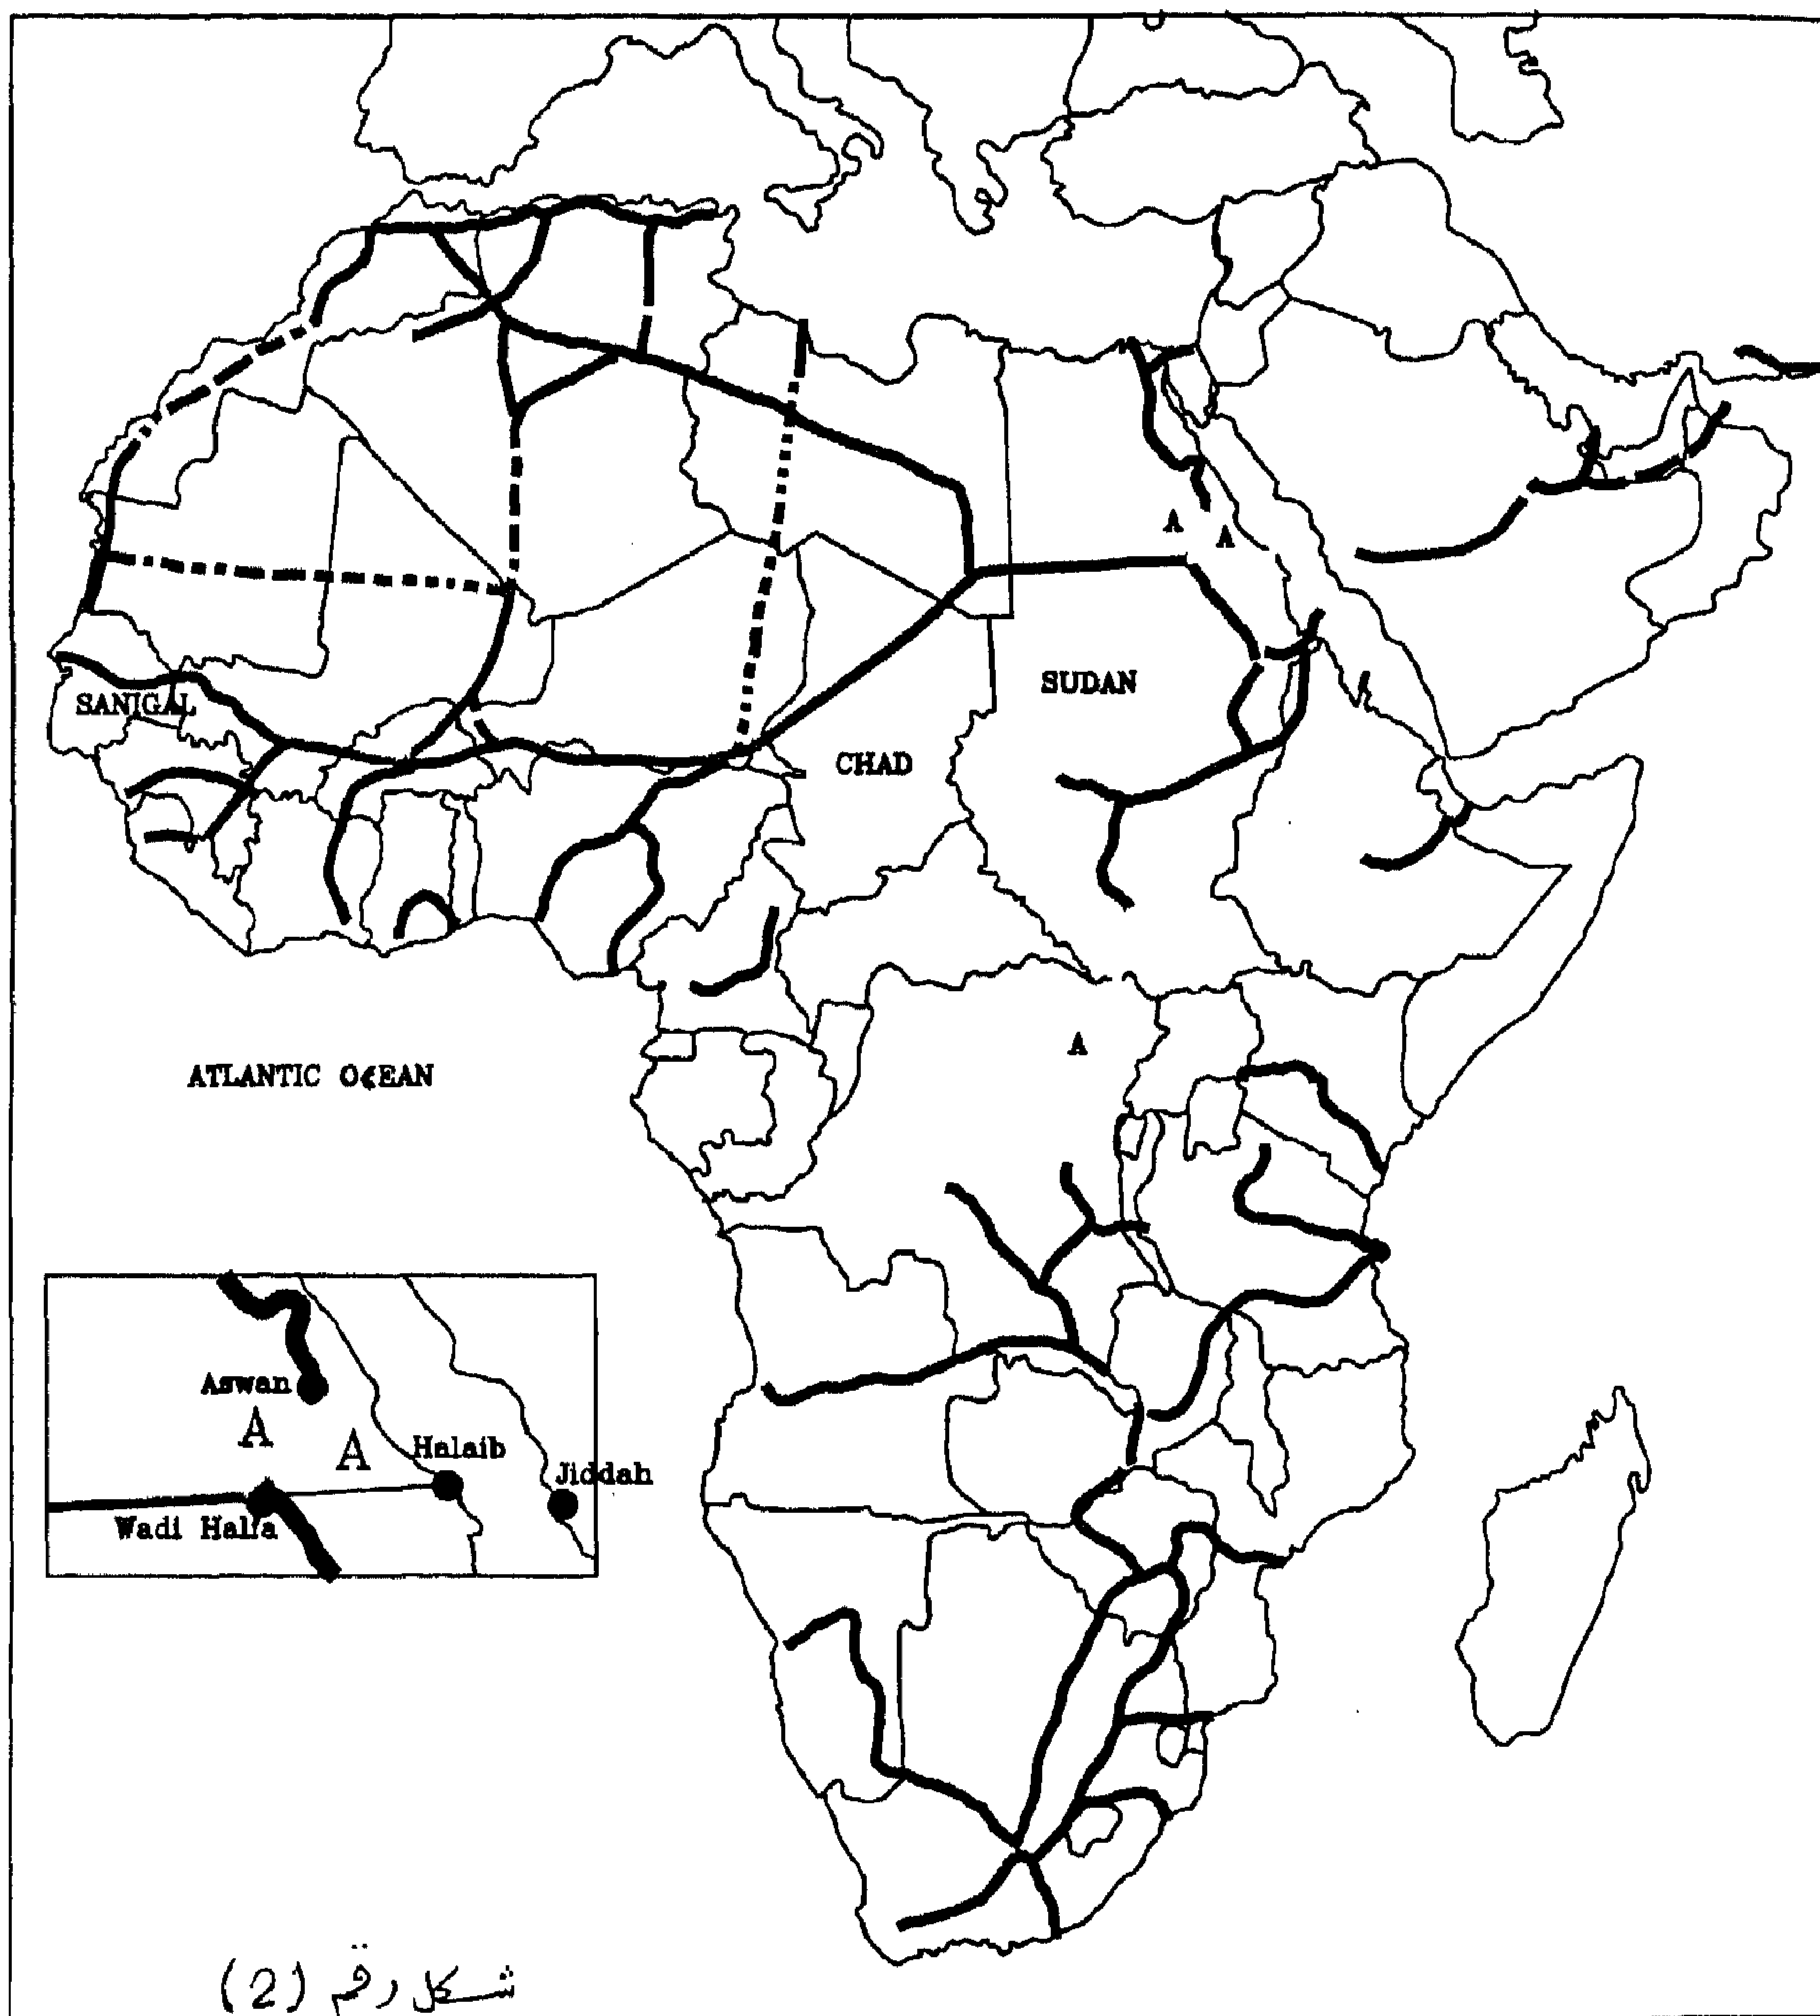 A
A
SUDAN
SANIGAL
CHAD
A
ATLANTIC OCEAN
Aswan
A
A
Halaib
Jiddah
Wadi Halfa
شكل رقم (2)